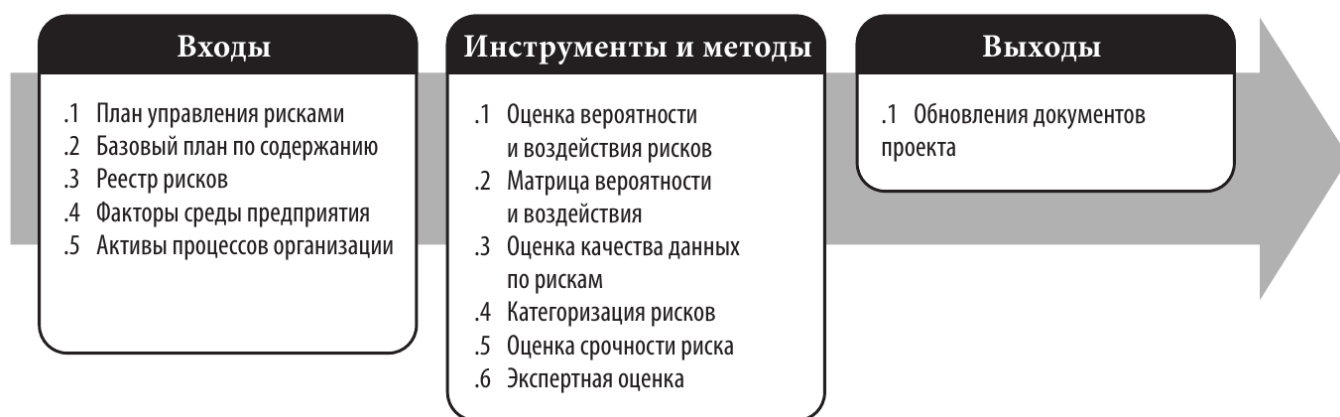 Входы
.1 План управления рисками
.2 Базовый план по содержанию
.3 Реестр рисков
.4 Факторы среды предприятия
.5 Активы процессов организации
Инструменты и методы
.1 Оценка вероятности
и воздействия рисков
.2 Матрица вероятности
и воздействия
.3 Оценка качества данных
по рискам
.4 Категоризация рисков
.5 Оценка срочности риска
.6 Экспертная оценка
Выходы
.1 Обновления документов
проекта